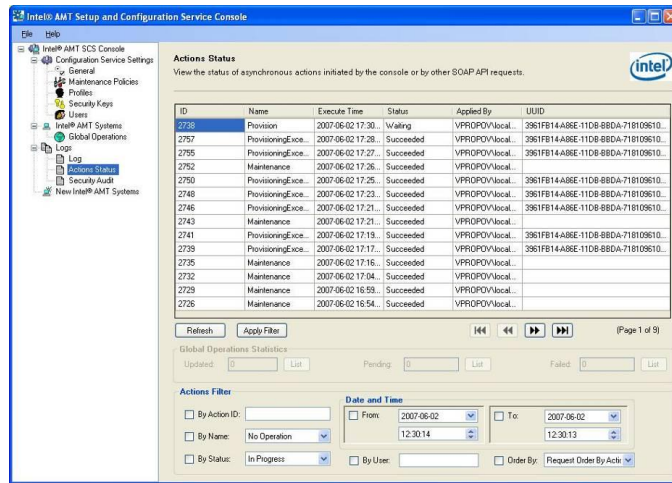 Intel® AMT Setup and Configuration Service Console
File Help
Intel® AMT SCS Console
Configuration Service Settings
General
Maintenance Policies
Profiles
Security Keys
Users
Intel® AMT Systems
Global Operations
Logs
Log
Actions Status
Security Audit
New Intel® AMT Systems
Actions Status
View the status of asynchronous actions initiated by the console or by other SOAP API requests.
intel
ID Name Execute Time Status Applied By UUID
2738 Provision 2007-06-02 17:30... Waiting VPROPOV\local... 3961FB14-A86E-11DB-BBDA-718109610...
2757 ProvisioningExce... 2007-06-02 17:28... Succeeded VPROPOV\local... 3961FB14-A86E-11DB-BBDA-718109610...
2755 ProvisioningExce... 2007-06-02 17:27... Succeeded VPROPOV\local... 3961FB14-A86E-11DB-BBDA-718109610...
2752 Maintenance 2007-06-02 17:26... Succeeded VPROPOV\local...
2750 ProvisioningExce... 2007-06-02 17:25... Succeeded VPROPOV\local... 3961FB14-A86E-11DB-BBDA-718109610...
2748 ProvisioningExce... 2007-06-02 17:23... Succeeded VPROPOV\local... 3961FB14-A86E-11DB-BBDA-718109610...
2746 ProvisioningExce... 2007-06-02 17:21... Succeeded VPROPOV\local... 3961FB14-A86E-11DB-BBDA-718109610...
2743 Maintenance 2007-06-02 17:21... Succeeded VPROPOV\local...
2741 ProvisioningExce... 2007-06-02 17:19... Succeeded VPROPOV\local... 3961FB14-A86E-11DB-BBDA-718109610...
2739 ProvisioningExce... 2007-06-02 17:17... Succeeded VPROPOV\local... 3961FB14-A86E-11DB-BBDA-718109610...
2735 Maintenance 2007-06-02 17:16... Succeeded VPROPOV\local...
2732 Maintenance 2007-06-02 17:04... Succeeded VPROPOV\local...
2729 Maintenance 2007-06-02 16:59... Succeeded VPROPOV\local...
2726 Maintenance 2007-06-02 16:54... Succeeded VPROPOV\local...
Refresh Apply Filter (Page 1 of 9)
Global Operations Statistics
Updated: 0 List Pending: 0 List Failed: 0 List
Actions Filter
Date and Time
By Action ID: From: 2007-06-02 To: 2007-06-02
By Name: No Operation 12:30:14 12:30:13
By Status: In Progress By User: Order By: Request Order By Actic